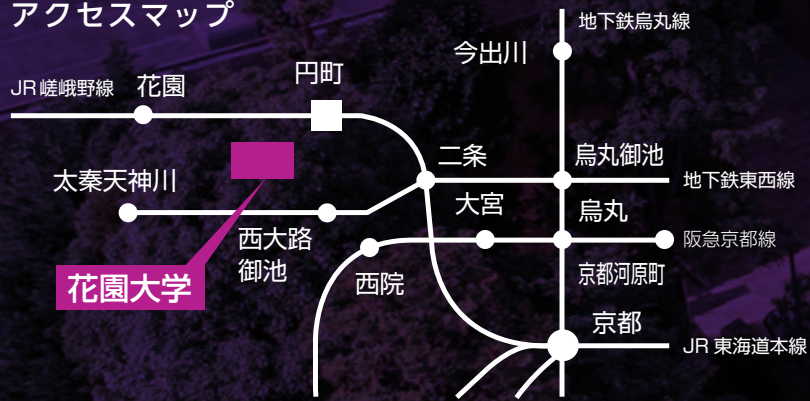 アクセスマップ
地下鉄烏丸線
今出川
円町
JR嵯峨野線
花園
二条
烏丸御池
地下鉄東西線
太秦天神川
大宮
烏丸
西大路
御池
阪急京都線
西院
京都河原町
花園大学
京都
JR 東海道本線